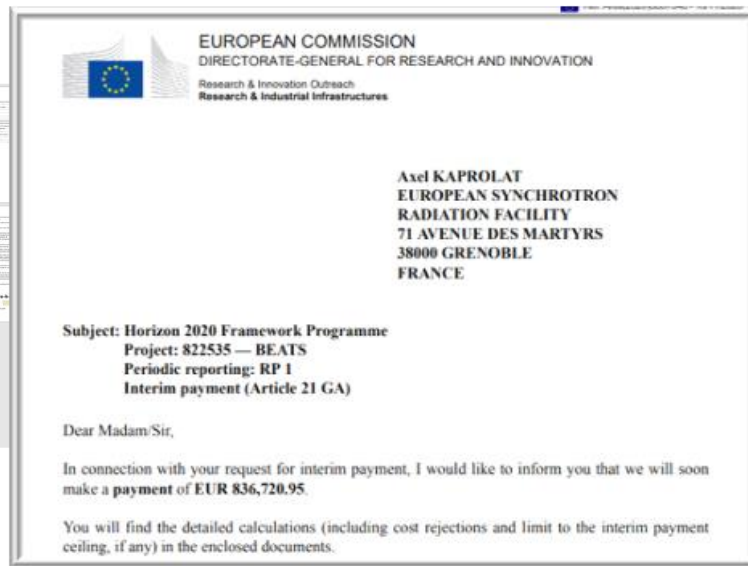 EUROPEAN COMMISSION
DIRECTORATE-GENERAL FOR RESEARCH AND INNOVATION
Research & Innovation Outreach
Research & Industrial Infrastructures
Axel KAPROLAT
EUROPEAN SYNCHROTRON
RADIATION FACILITY
71 AVENUE DES MARTYRS
38000 GRENOBLE
FRANCE
Subject: Horizon 2020 Framework Programme
Project: 822535 — BEATS
Periodic reporting: RP 1
Interim payment (Article 21 GA)
Dear Madam/Sir,
In connection with your request for interim payment, I would like to inform you that we will soon
make a payment of EUR 836,720.95.
You will find the detailed calculations (including cost rejections and limit to the interim payment
ceiling, if any) in the enclosed documents.